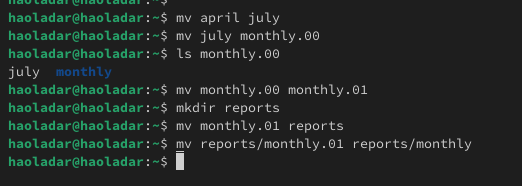 haoladar@haoladar:~$ mv april july
haoladar@haoladar:~$ mv july monthly.00
haoladar@haoladar:~$ ls monthly.00
july  monthly
haoladar@haoladar:~$ mv monthly.00 monthly.01
haoladar@haoladar:~$ mkdir reports
haoladar@haoladar:~$ mv monthly.01 reports
haoladar@haoladar:~$ mv reports/monthly.01 reports/monthly
haoladar@haoladar:~$